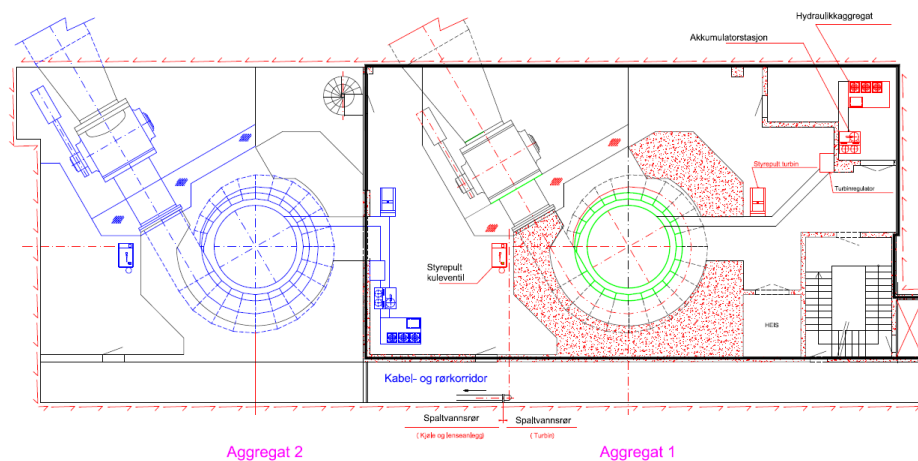 Hydraulikkaggregat
Akkumulatorstasjon
Styrepult turbin
Turbinregulator
Styrepult
kuleventil
HEIS
Kabel- og rørkorridor
Spaltvannsrør
Spaltvannsrør
( Kjøle og lenseanlegg)
( Turbin)
Aggregat 2
Aggregat 1